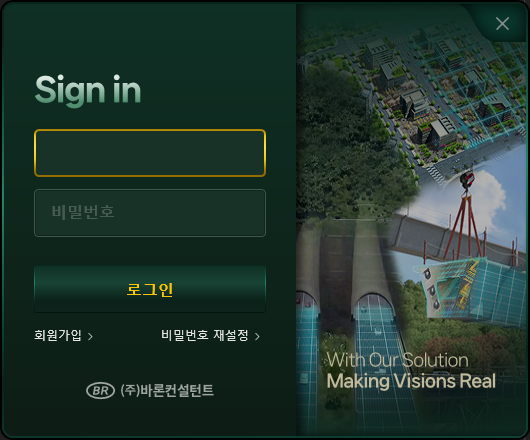 Sign in
비밀번호
로그인
회원가입 >
비밀번호 재설정 >
BR (주)바론컨설턴트
With Our Solution
Making Visions Real